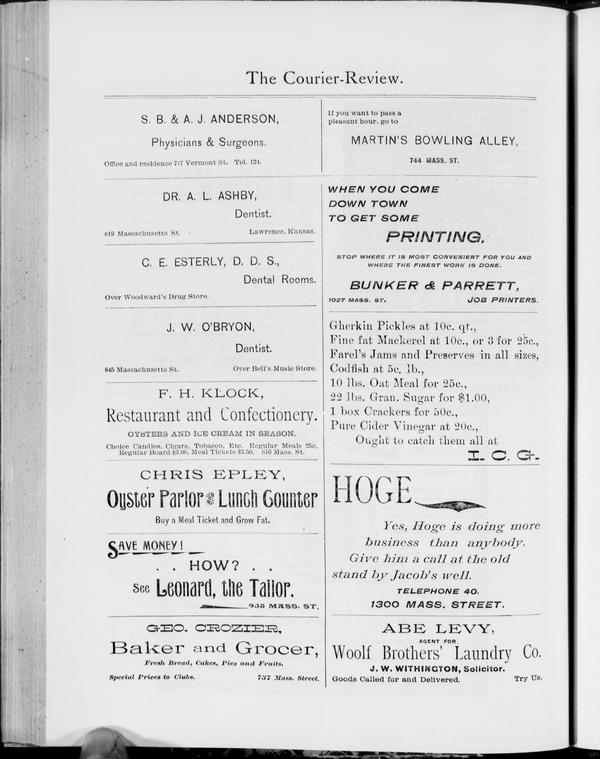 The Courier-Review.
S. B. & A. J. ANDERSON,
Physicians & Surgeons.
Office and residence 717 Vermont St. Tel. 124.
DR. A. L. ASHBY,
Dentist.
819 Massachusetts St. Lawrence, Kansas.
C. E. ESTERLY, D. D. S.,
Dental Rooms.
Over Woodward's Drug Store.
J. W. O'BRYON,
Dentist.
845 Massachusetts St. Over Bell's Music Store.
F. H. KLOCK,
Restaurant and Confectionery.
OYSTERS AND ICE CREAM IN SEASON.
Choice Candies, Cigars, Tobacco, Etc. Regular Meals 25c,
Regular Board $3.00, Meal Tickets $3.50. 816 Mass. St.
CHRIS EPLEY,
Oyster Parlor and Lunch Counter
Buy a Meal Ticket and Grow Fat.
SAVE MONEY!
. . HOW? . .
See Leonard, the Tailor.
935 MASS. ST.
GEO. CROZIER,
Baker and Grocer,
Fresh Bread, Cakes, Pies and Fruits.
Special Prices to Clubs. 737 Mass. Street.
If you want to pass a
pleasant hour, go to
MARTIN'S BOWLING ALLEY,
744 MASS. ST.
WHEN YOU COME
DOWN TOWN
TO GET SOME
PRINTING,
STOP WHERE IT IS MOST CONVENIENT FOR YOU AND
WHERE THE FINEST WORK IS DONE.
BUNKER & PARRETT,
1027 MASS. ST. JOB PRINTERS.
Gherkin Pickles at 10c. qt.,
Fine fat Mackerel at 10c., or 3 for 25c.,
Farel's Jams and Preserves in all sizes,
Codfish at 5c. lb.,
10 lbs. Oat Meal for 25c.,
22 lbs. Gran. Sugar for $1.00,
1 box Crackers for 50c.,
Pure Cider Vinegar at 20c.,
Ought to catch them all at
I. C. G.
HOGE
Yes, Hoge is doing more
business than anybody.
Give him a call at the old
stand by Jacob's well.
TELEPHONE 40.
1300 MASS. STREET.
ABE LEVY,
AGENT FOR
Woolf Brothers' Laundry Co.
J. W. WITHINGTON, Solicitor.
Goods Called for and Delivered. Try Us.